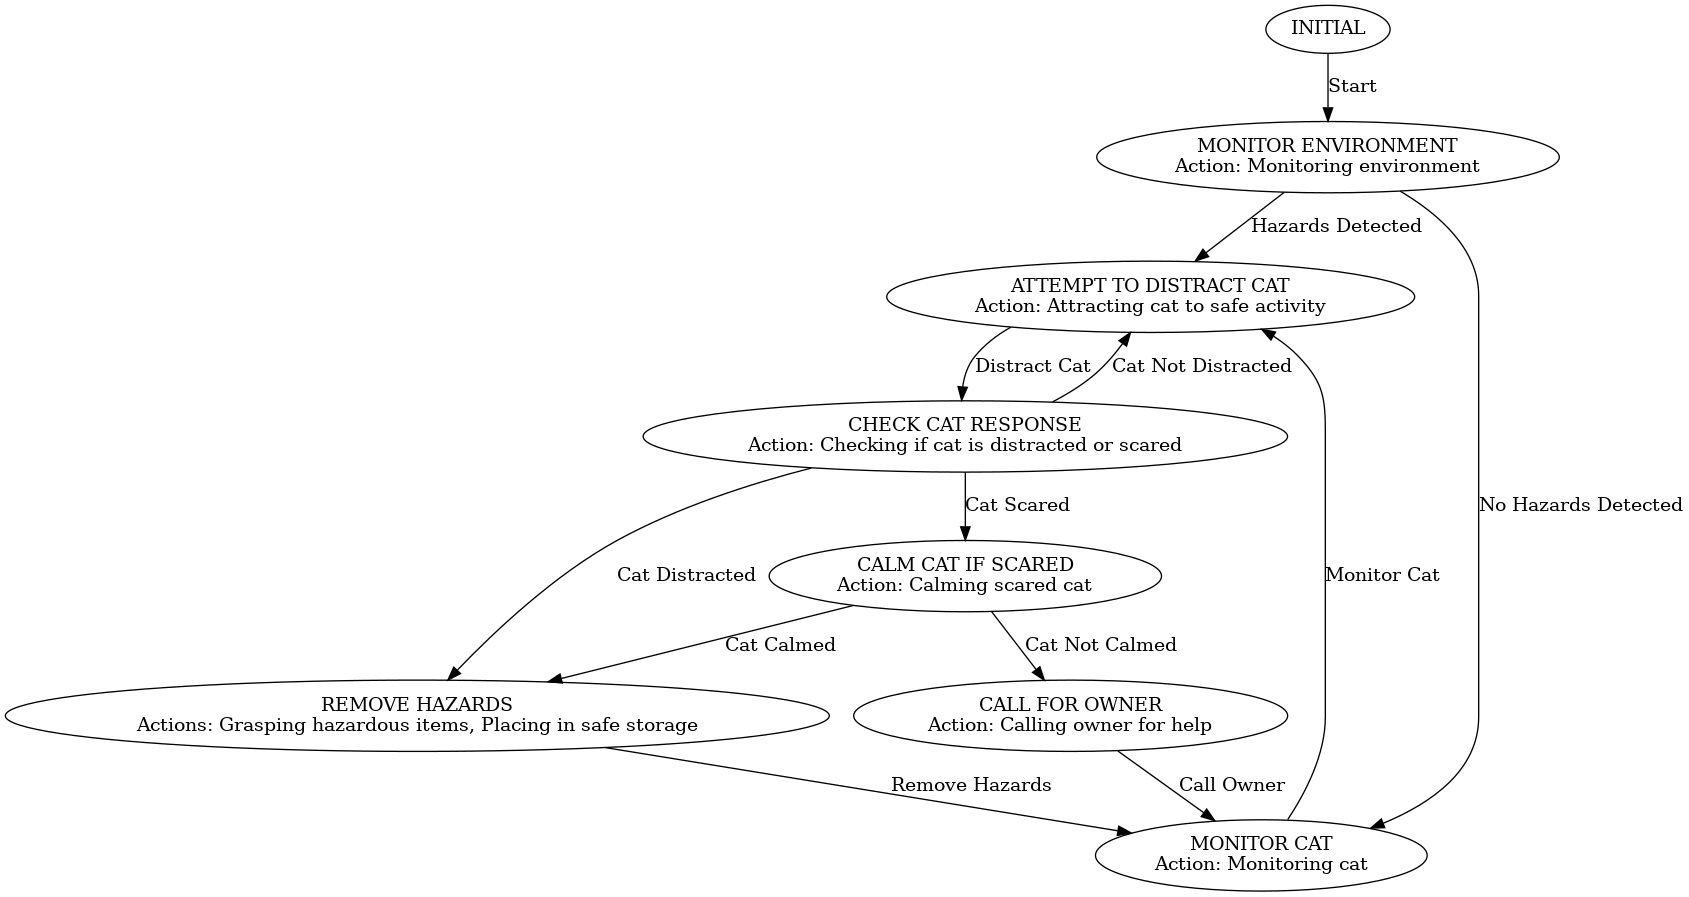 INITIAL
Start
MONITOR ENVIRONMENT
Action: Monitoring environment
Hazards Detected
ATTEMPT TO DISTRACT CAT
Action: Attracting cat to safe activity
Distract Cat
Cat Not Distracted
CHECK CAT RESPONSE
Action: Checking if cat is distracted or scared
Cat Scared
No Hazards Detected
CALM CAT IF SCARED
Action: Calming scared cat
Cat Distracted
Monitor Cat
Cat Calmed
Cat Not Calmed
REMOVE HAZARDS
Actions: Grasping hazardous items, Placing in safe storage
CALL FOR OWNER
Action: Calling owner for help
Remove Hazards
Call Owner
MONITOR CAT
Action: Monitoring cat